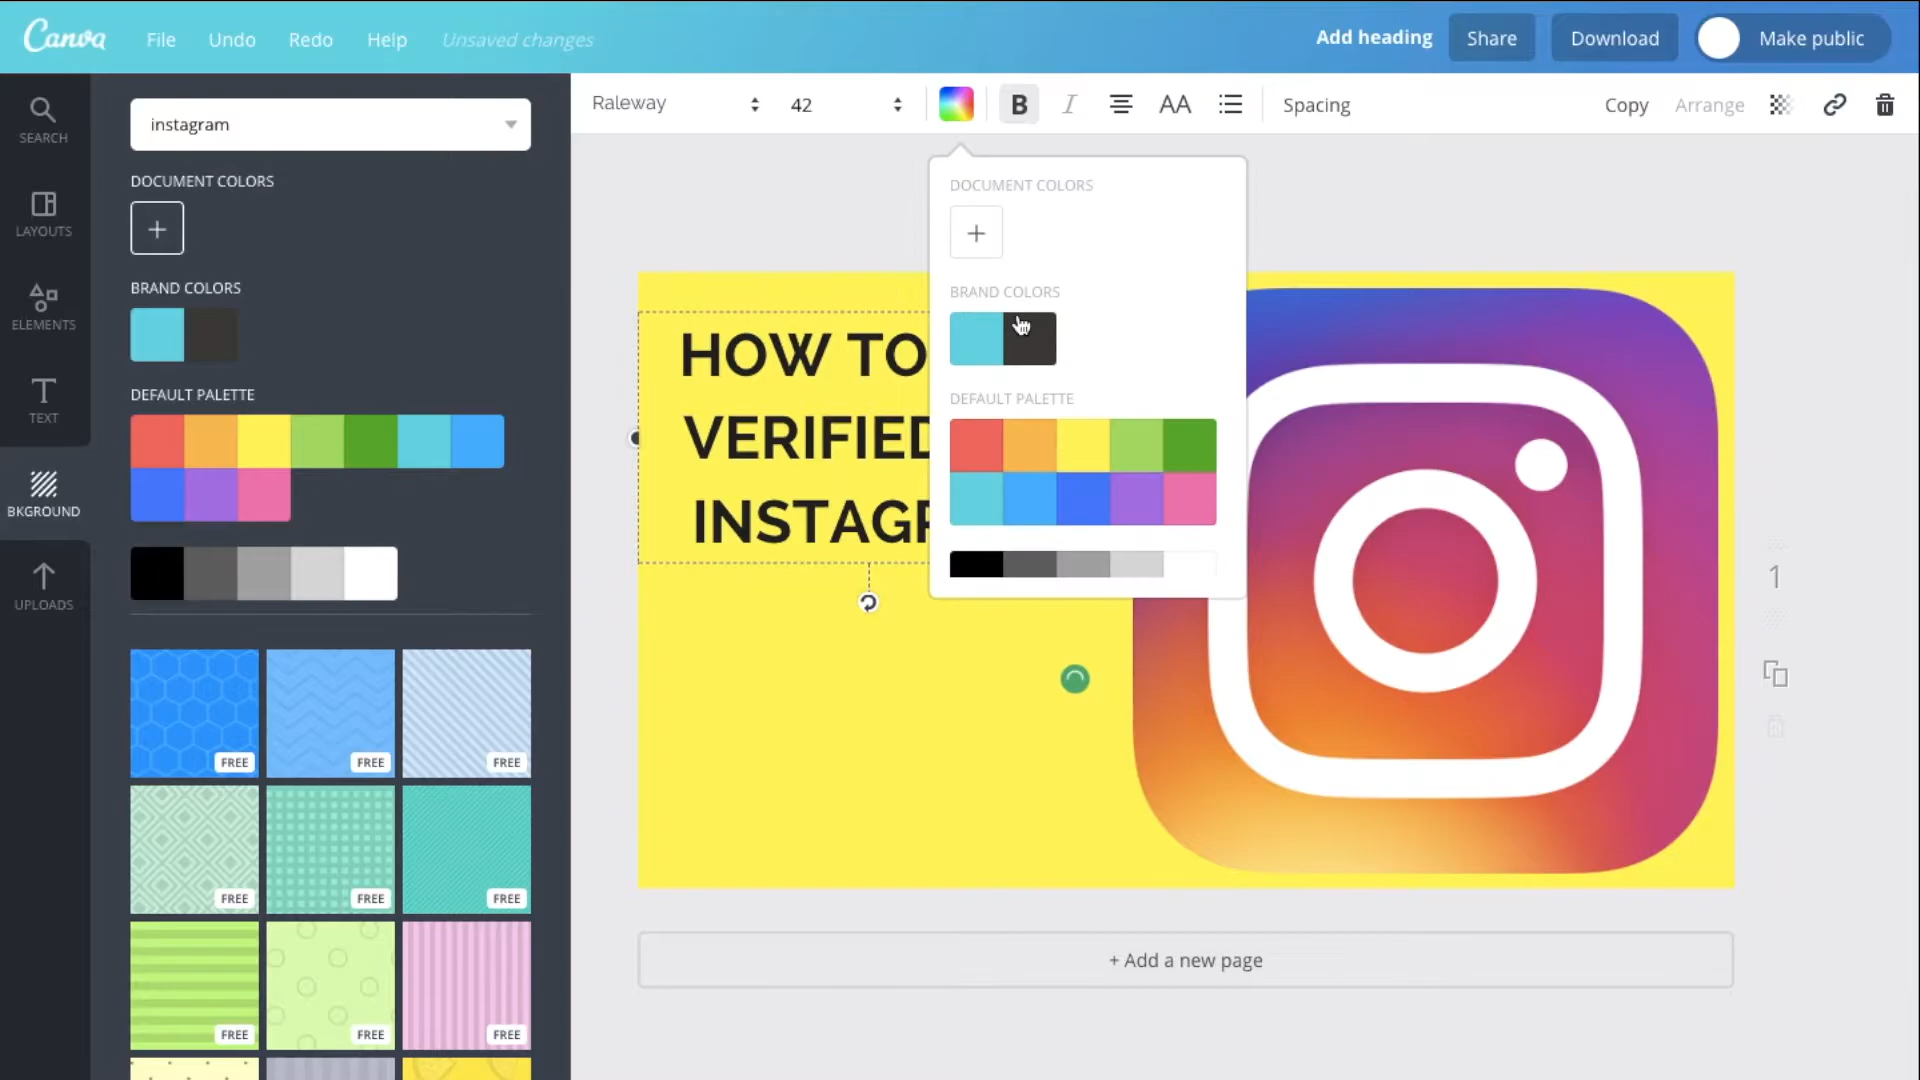 Canva
File
Undo
Redo
Help
Unsaved changes
Add heading
Share
Download
Make public
SEARCH
LAYOUTS
ELEMENTS
TEXT
BKGROUND
UPLOADS
instagram
DOCUMENT COLORS
+
BRAND COLORS
DEFAULT PALETTE
FREE
FREE
FREE
FREE
FREE
FREE
FREE
FREE
FREE
Raleway
42
B
I
AA
Spacing
Copy
Arrange
DOCUMENT COLORS
+
BRAND COLORS
DEFAULT PALETTE
HOW TO
VERIFIED
INSTAGR
1
+ Add a new page